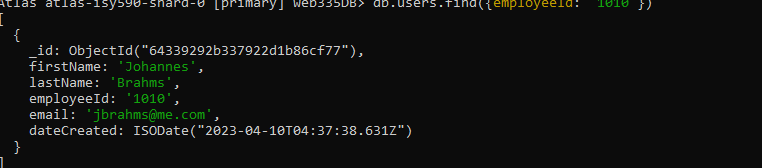 Atlas atlas-isy590-shard-0 [primary] web335DB> db.users.find({employeeId: '1010'})
[
  {
    _id: ObjectId("64339292b337922d1b86cf77"),
    firstName: 'Johannes',
    lastName: 'Brahms',
    employeeId: '1010',
    email: 'jbrahms@me.com',
    dateCreated: ISODate("2023-04-10T04:37:38.631Z")
  }
]